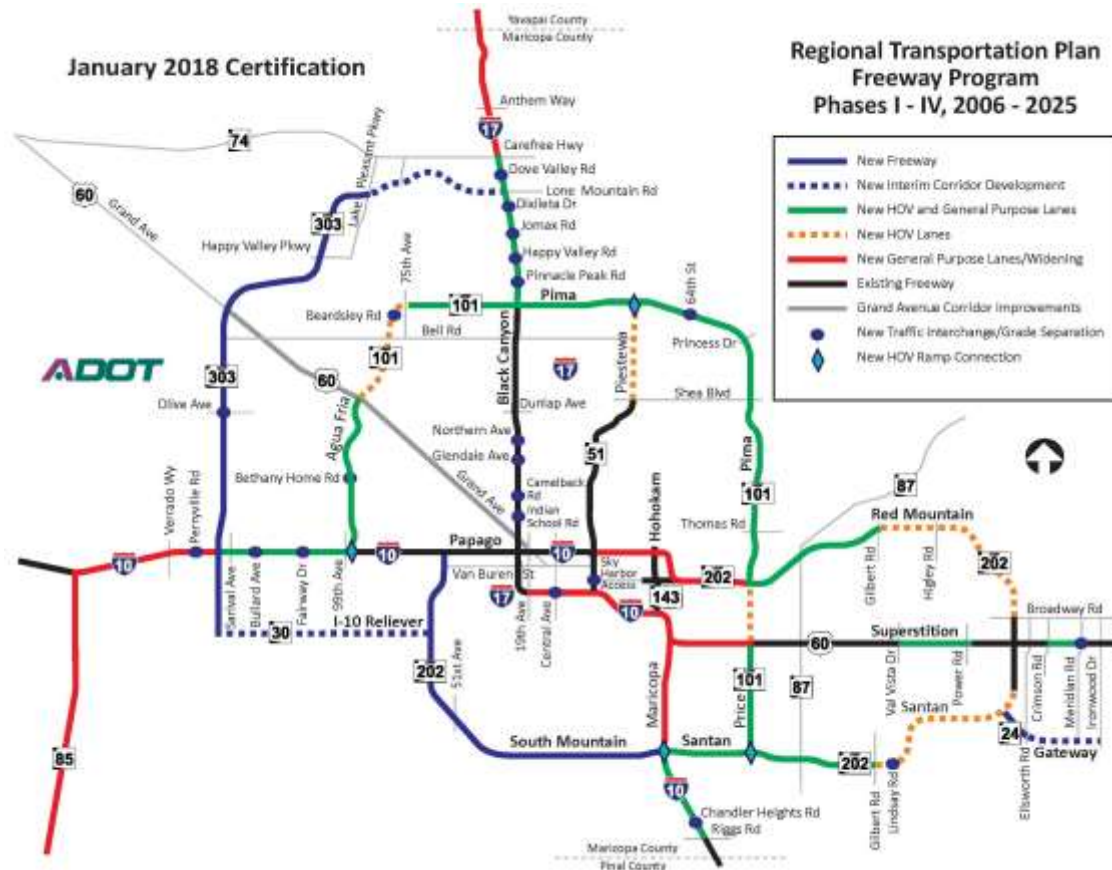 January 2018 Certification
Regional Transportation Plan
Freeway Program
Phases I - IV, 2006 - 2025
New Freeway
New Interim Corridor Development
New HOV and General Purpose Lanes
New HOV Lanes
New General Purpose Lanes/Widening
Existing Freeway
Grand Avenue Corridor Improvements
New Traffic Interchange/Grade Separation
New HOV Ramp Connection
Yavapai County
Maricopa County
Anthem Way
17
Carefree Hwy
74
Lake Pleasant Pkwy
Dove Valley Rd
60
Grand Ave
Lone Mountain Rd
Dixileta Dr
303
Jomax Rd
Happy Valley Pkwy
75th Ave
Happy Valley Rd
Pinnacle Peak Rd
Pima
64th St
101
Beardsley Rd
Bell Rd
Princess Dr
101
ADOT
303
60
Black Canyon
17
Piestewa
Shea Blvd
Olive Ave
Agua Fria
Dunlap Ave
Northern Ave
Glendale Ave
51
Pima
Bethany Home Rd
Grand Ave
Camelback
Rd
Indian
School Rd
101
87
Verrado Wy
Perryville Rd
Hohokam
Thomas Rd
Red Mountain
10
Sarival Ave
Bullard Ave
Fairway Dr
99th Ave
10
Papago
10
Van Buren St
Sky
Harbor
Access
202
Gilbert Rd
Higley Rd
202
17
143
10
19th Ave
Central Ave
Broadway Rd
30
I-10 Reliever
60
Superstition
202
51st Ave
Maricopa
Price
101
87
Val Vista Dr
Power Rd
Crimson Rd
Meridian Rd
Ironwood Dr
Santan
85
South Mountain
Santan
202
24
Gateway
Gilbert Rd
Lindsay Rd
Ellsworth Rd
10
Chandler Heights Rd
Riggs Rd
Maricopa County
Pinal County